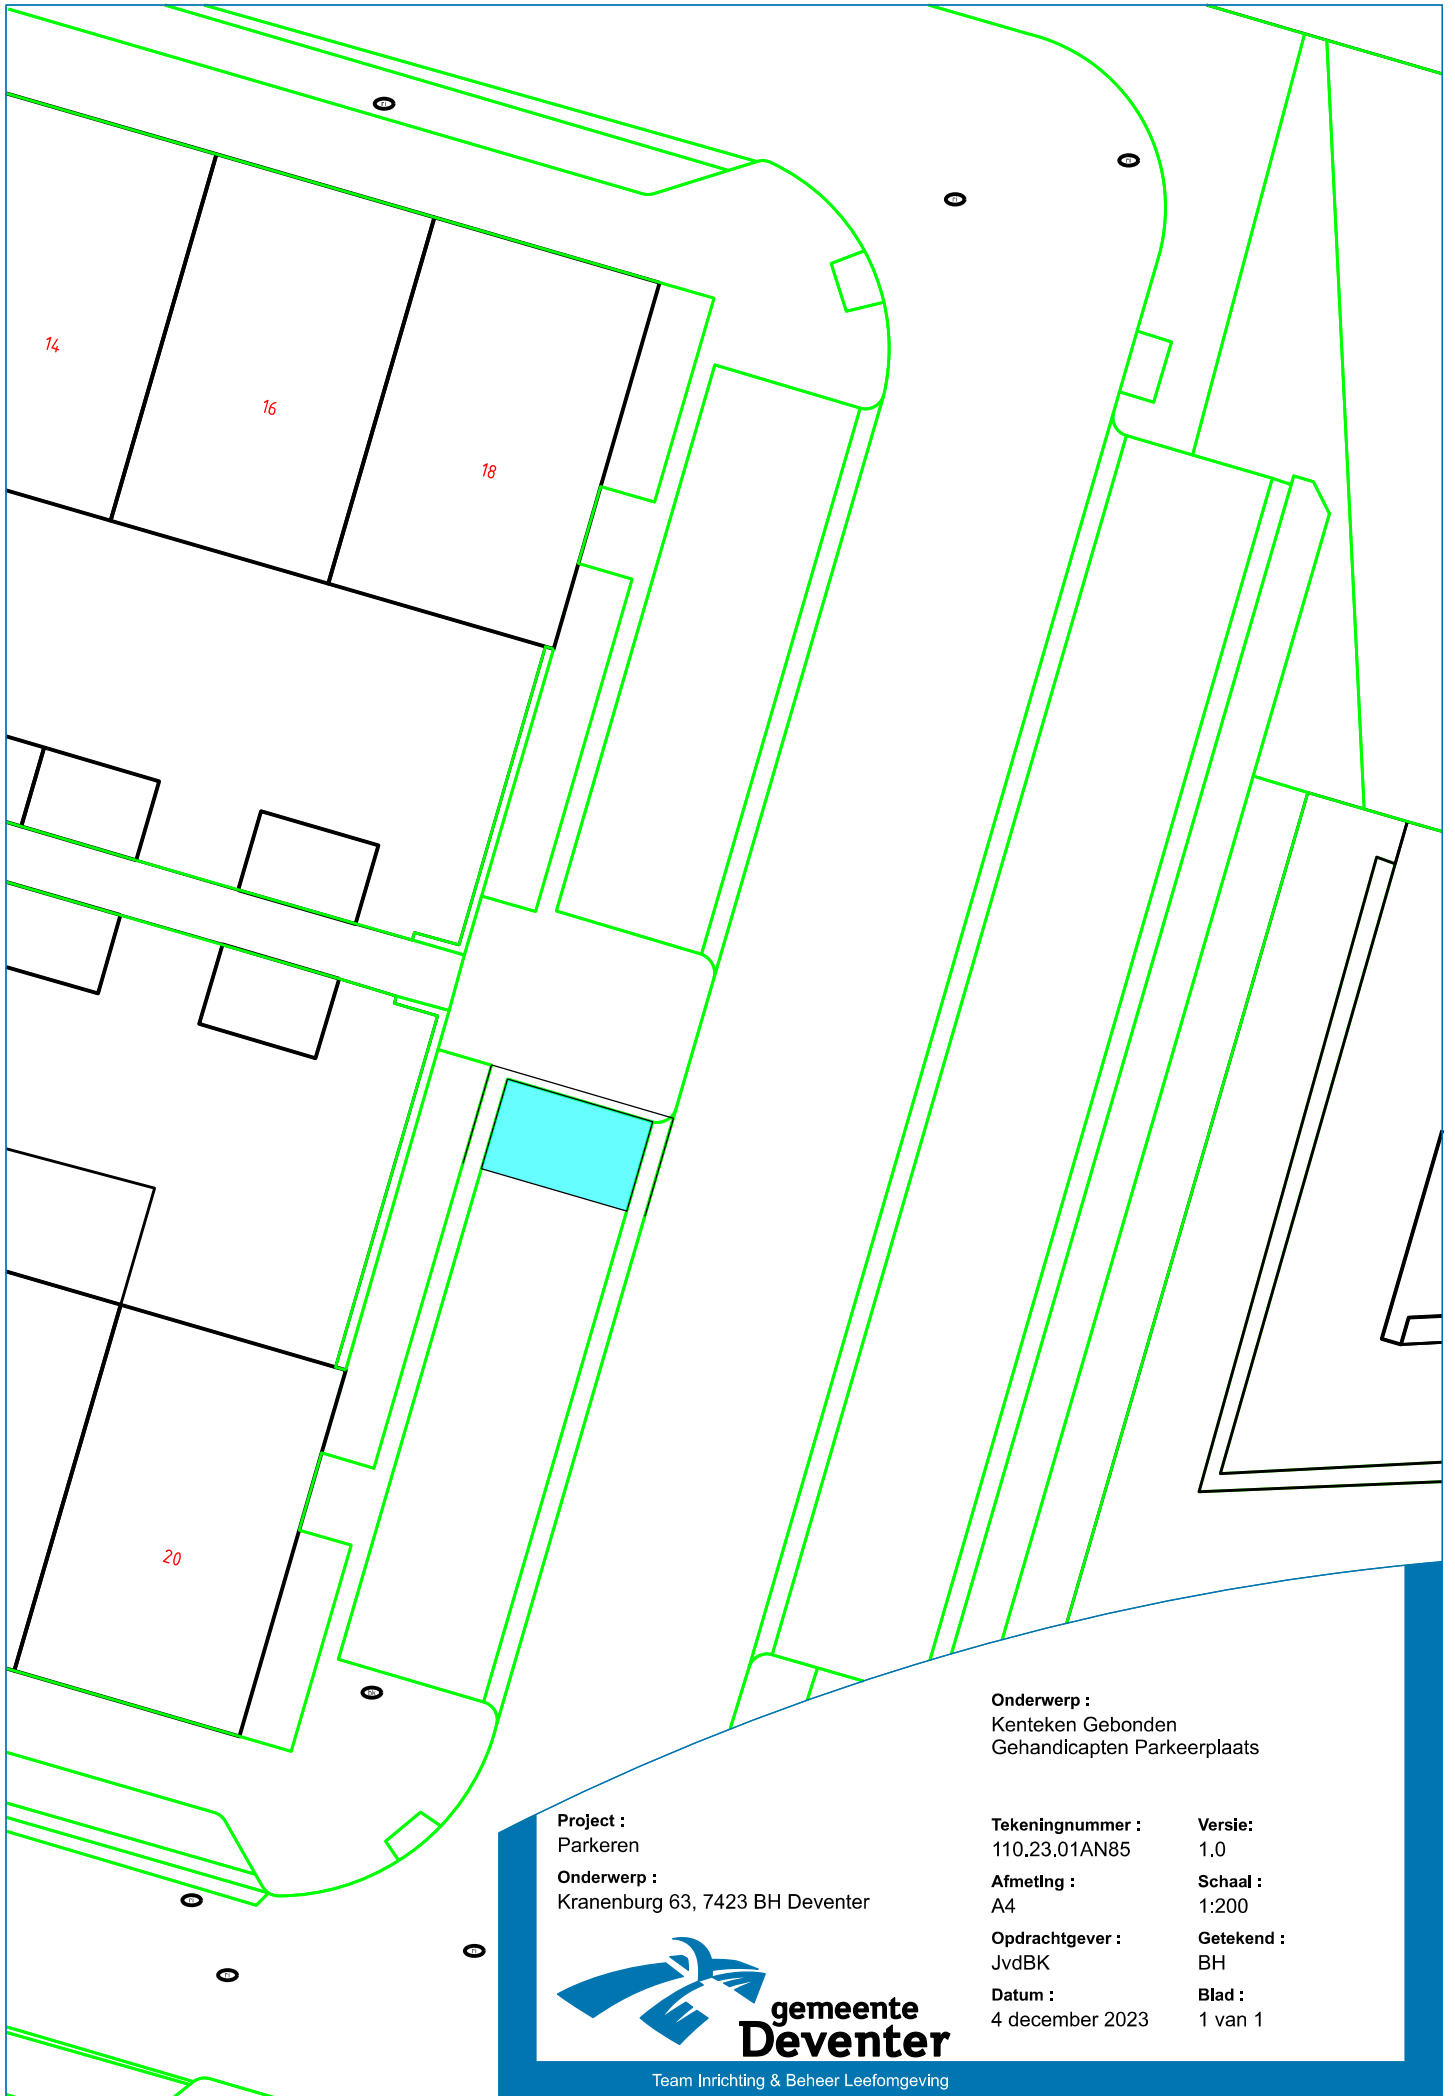 14
16
18
20
Onderwerp :
Kenteken Gebonden
Gehandicapten Parkeerplaats
Project :
Parkeren
Onderwerp :
Kranenburg 63, 7423 BH Deventer
Tekeningnummer :
110.23.01AN85
Versie:
1.0
Afmeting :
A4
Schaal :
1:200
Opdrachtgever :
JvdBK
Getekend :
BH
Datum :
4 december 2023
Blad :
1 van 1
gemeente
Deventer
Team Inrichting & Beheer Leefomgeving